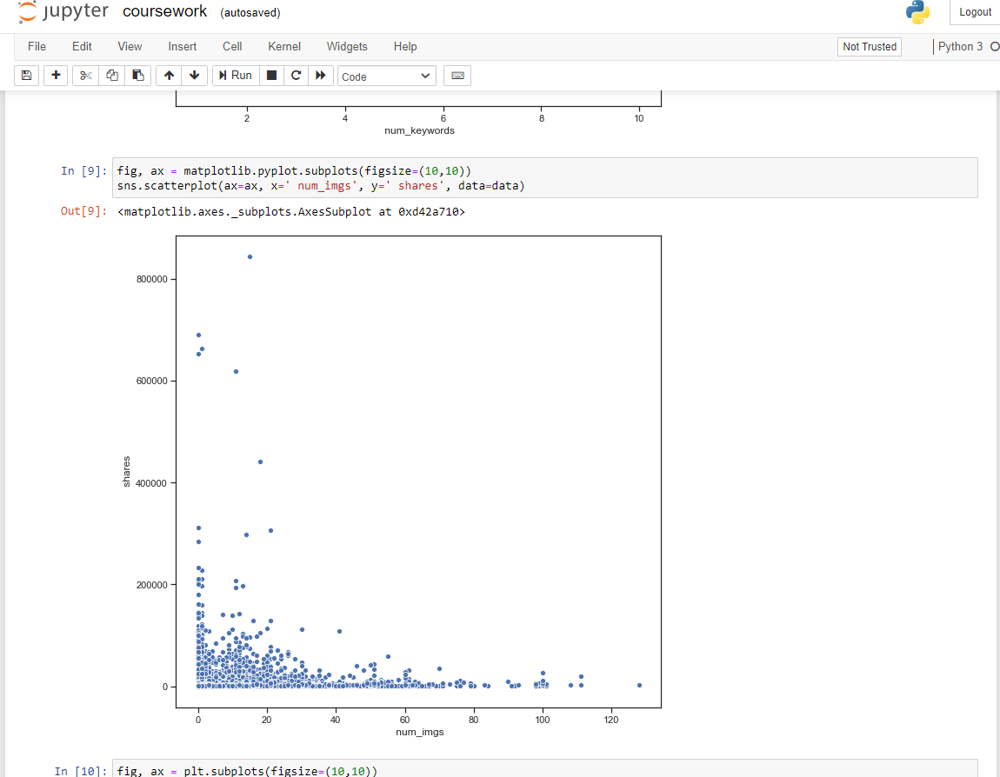 jupyter coursework (autosaved) Logout
File Edit View Insert Cell Kernel Widgets Help Not Trusted Python 3
Run Code
2 4 6 8 10
num_keywords
In [9]: fig, ax = matplotlib.pyplot.subplots(figsize=(10,10))
sns.scatterplot(ax=ax, x=' num_imgs', y=' shares', data=data)
Out[9]: <matplotlib.axes._subplots.AxesSubplot at 0xd42a710>
800000
600000
400000
200000
0
shares
0 20 40 60 80 100 120
num_imgs
In [10]: fig, ax = plt.subplots(figsize=(10,10))